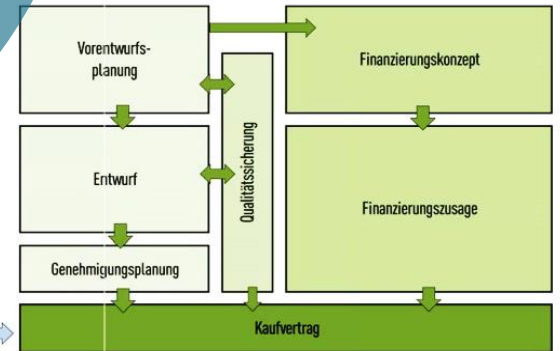 Vorentwurfs-
planung
Finanzierungskonzept
Qualitätssicherung
Entwurf
Finanzierungszusage
Genehmigungsplanung
Kaufvertrag